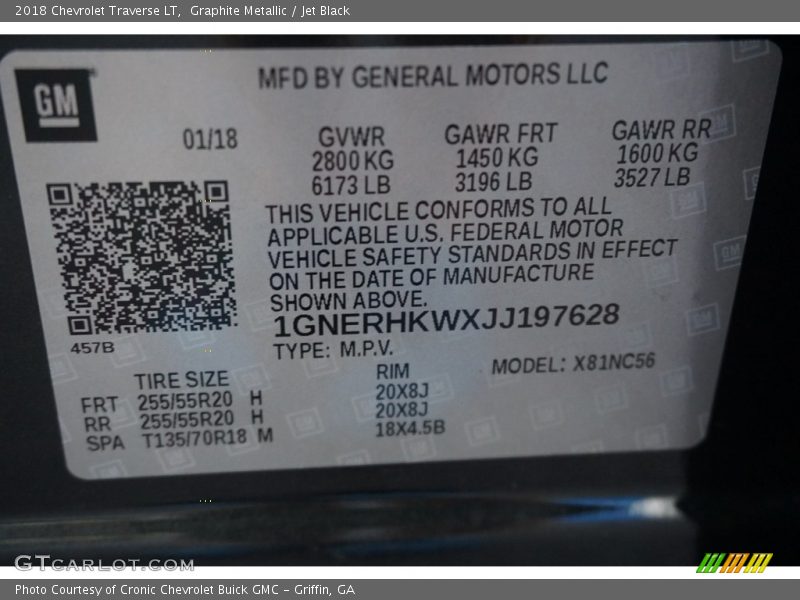 2018 Chevrolet Traverse LT, Graphite Metallic / Jet Black
GM
MFD BY GENERAL MOTORS LLC
01/18
GVWR GAWR FRT GAWR RR
2800 KG 1450 KG 1600 KG
6173 LB 3196 LB 3527 LB
THIS VEHICLE CONFORMS TO ALL
APPLICABLE U.S. FEDERAL MOTOR
VEHICLE SAFETY STANDARDS IN EFFECT
ON THE DATE OF MANUFACTURE
SHOWN ABOVE.
1GNERHKWXJJ197628
457B
TYPE: M.P.V.
MODEL: X81NC56
TIRE SIZE RIM
FRT 255/55R20 H 20X8J
RR 255/55R20 H 20X8J
SPA T135/70R18 M 18X4.5B
GTCARLOT.COM
Photo Courtesy of Cronic Chevrolet Buick GMC - Griffin, GA